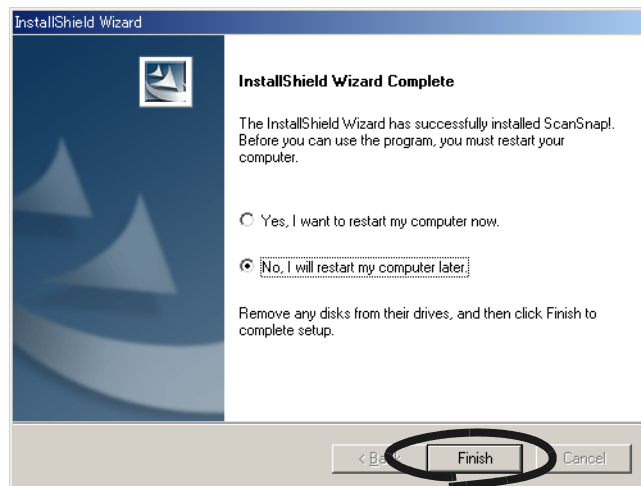 InstallShield Wizard
InstallShield Wizard Complete
The InstallShield Wizard has successfully installed ScanSnap!.
Before you can use the program, you must restart your
computer.
Yes, I want to restart my computer now.
No, I will restart my computer later.
Remove any disks from their drives, and then click Finish to
complete setup.
Finish
Cancel